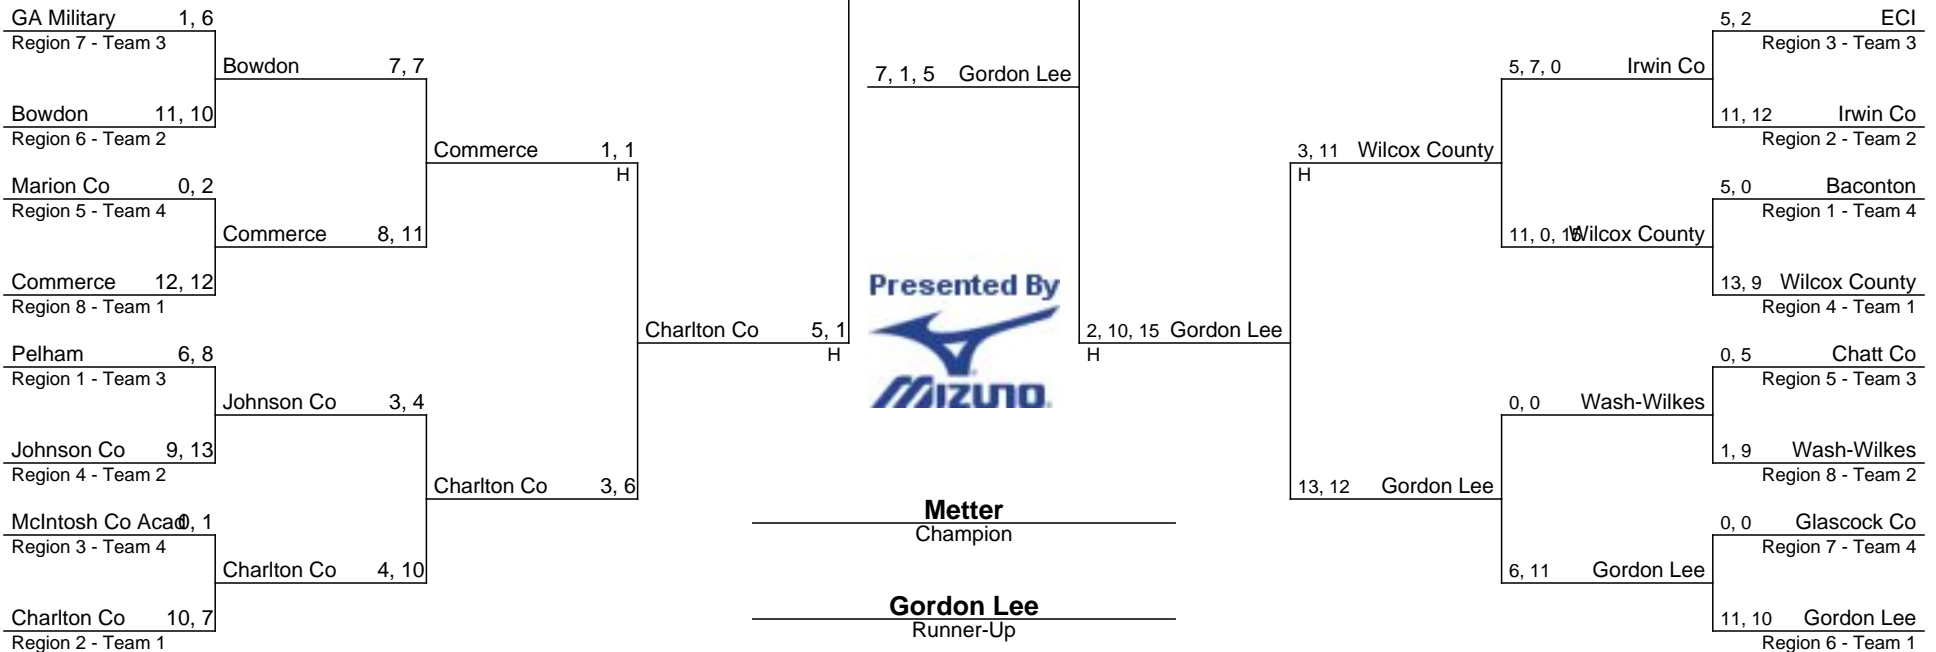 GA Military 1, 6
Region 7 - Team 3
Bowdon 7, 7
Bowdon 11, 10
Region 6 - Team 2
Commerce 1, 1
H
Marion Co 0, 2
Region 5 - Team 4
Commerce 8, 11
Commerce 12, 12
Region 8 - Team 1
Charlton Co 5, 1
H
Pelham 6, 8
Region 1 - Team 3
Johnson Co 3, 4
Johnson Co 9, 13
Region 4 - Team 2
Charlton Co 3, 6
McIntosh Co Acad 0, 1
Region 3 - Team 4
Charlton Co 4, 10
Charlton Co 10, 7
Region 2 - Team 1
7, 1, 5 Gordon Lee
Presented By
MIZUNO
Metter
Champion
Gordon Lee
Runner-Up
2, 10, 15 Gordon Lee
H
3, 11 Wilcox County
H
13, 12 Gordon Lee
5, 7, 0 Irwin Co
11, 0, 15 Wilcox County
0, 0 Wash-Wilkes
6, 11 Gordon Lee
5, 2 ECI
Region 3 - Team 3
11, 12 Irwin Co
Region 2 - Team 2
5, 0 Baconton
Region 1 - Team 4
13, 9 Wilcox County
Region 4 - Team 1
0, 5 Chatt Co
Region 5 - Team 3
1, 9 Wash-Wilkes
Region 8 - Team 2
0, 0 Glascock Co
Region 7 - Team 4
11, 10 Gordon Lee
Region 6 - Team 1